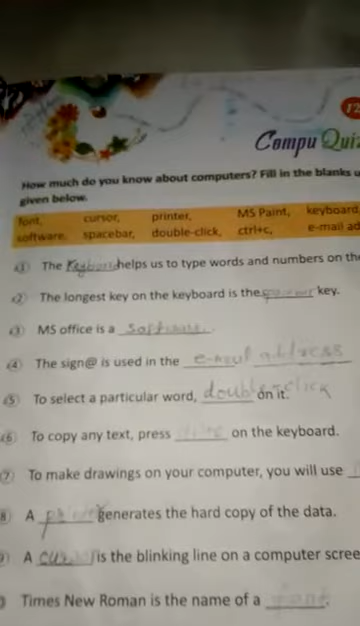 12
Compu Quiz
How much do you know about computers? Fill in the blanks
given below.
font, cursor, printer, MS Paint, keyboard,
software, spacebar, double-click, ctrl+c, e-mail ad
1 The Keyboard helps us to type words and numbers on the
2 The longest key on the keyboard is the spacebar key.
3 MS office is a software.
4 The sign@ is used in the e-mail address
5 To select a particular word, double-click on it.
6 To copy any text, press ____ on the keyboard.
7 To make drawings on your computer, you will use
8 A printer generates the hard copy of the data.
9 A cursor is the blinking line on a computer scree
Times New Roman is the name of a font.